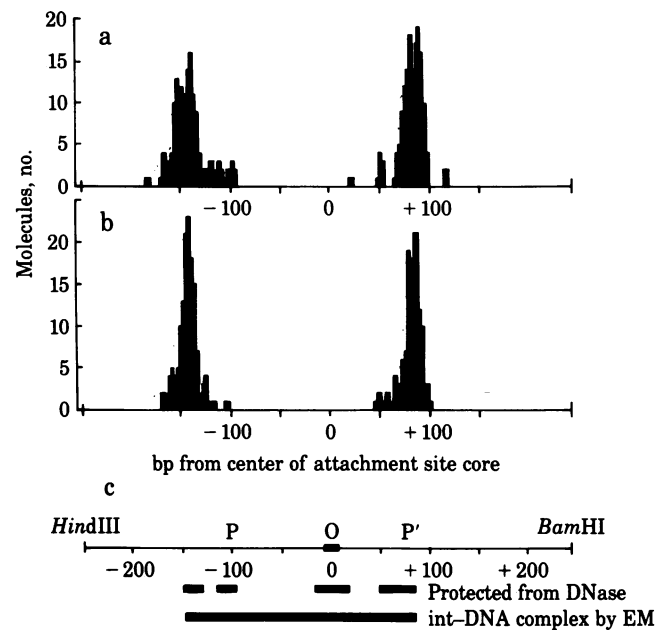 20
a
15
10
5
0
− 100 0 + 100
b
20
15
10
5
0
− 100 0 + 100
Molecules, no.
bp from center of attachment site core
c
HindIII P O P′ BamHI
− 200 − 100 0 + 100 + 200
Protected from DNase
int–DNA complex by EM